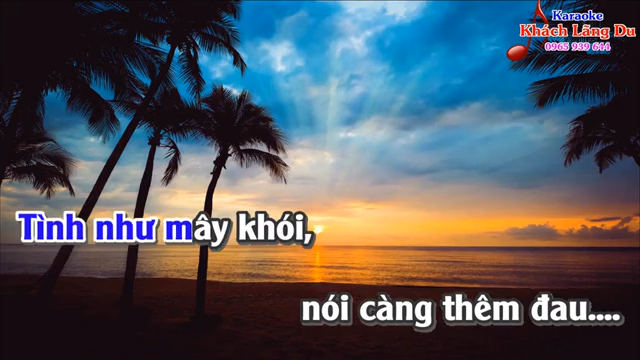 Karaoke
Khách Lãng Du
0965 939 644
Tình như mây khói,
nói càng thêm đau....